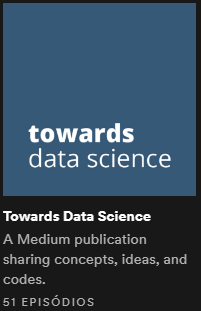 towards
data science
Towards Data Science
A Medium publication
sharing concepts, ideas, and
codes.
51 EPISÓDIOS